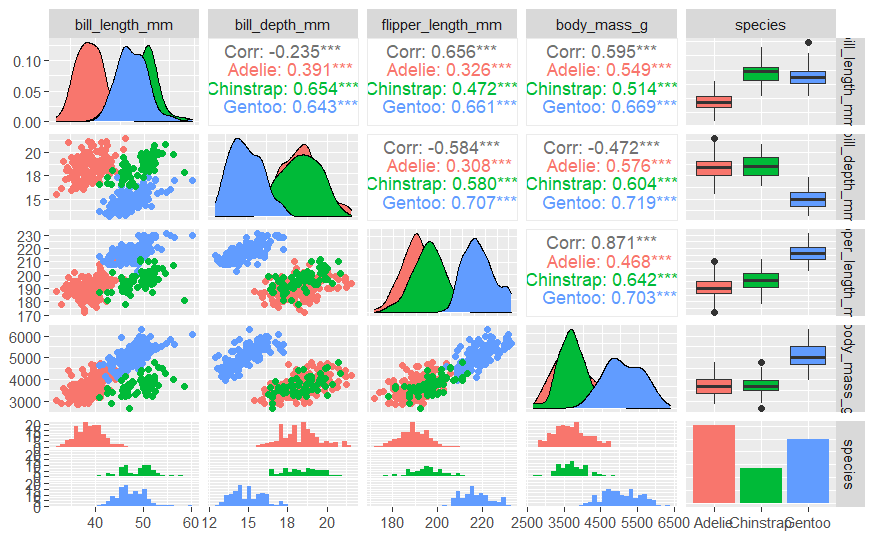 bill_length_mm bill_depth_mm flipper_length_mm body_mass_g species
Corr: -0.235*** Corr: 0.656*** Corr: 0.595***
Adelie: 0.391*** Adelie: 0.326*** Adelie: 0.549***
Chinstrap: 0.654*** Chinstrap: 0.472*** Chinstrap: 0.514***
Gentoo: 0.643*** Gentoo: 0.661*** Gentoo: 0.669***
0.10
0.05
0.00
bill_length_mm
Corr: -0.584*** Corr: -0.472***
Adelie: 0.308*** Adelie: 0.576***
Chinstrap: 0.580*** Chinstrap: 0.604***
Gentoo: 0.707*** Gentoo: 0.719***
21
18
15
bill_depth_mm
Corr: 0.871***
Adelie: 0.468***
Chinstrap: 0.642***
Gentoo: 0.703***
230
220
210
200
190
180
170
pper_length_m
6000
5000
4000
3000
body_mass_g
20
species
40 50 60 12 15 18 20 180 200 220 2500 3500 4500 5500 6500 Adelie Chinstrap Gentoo